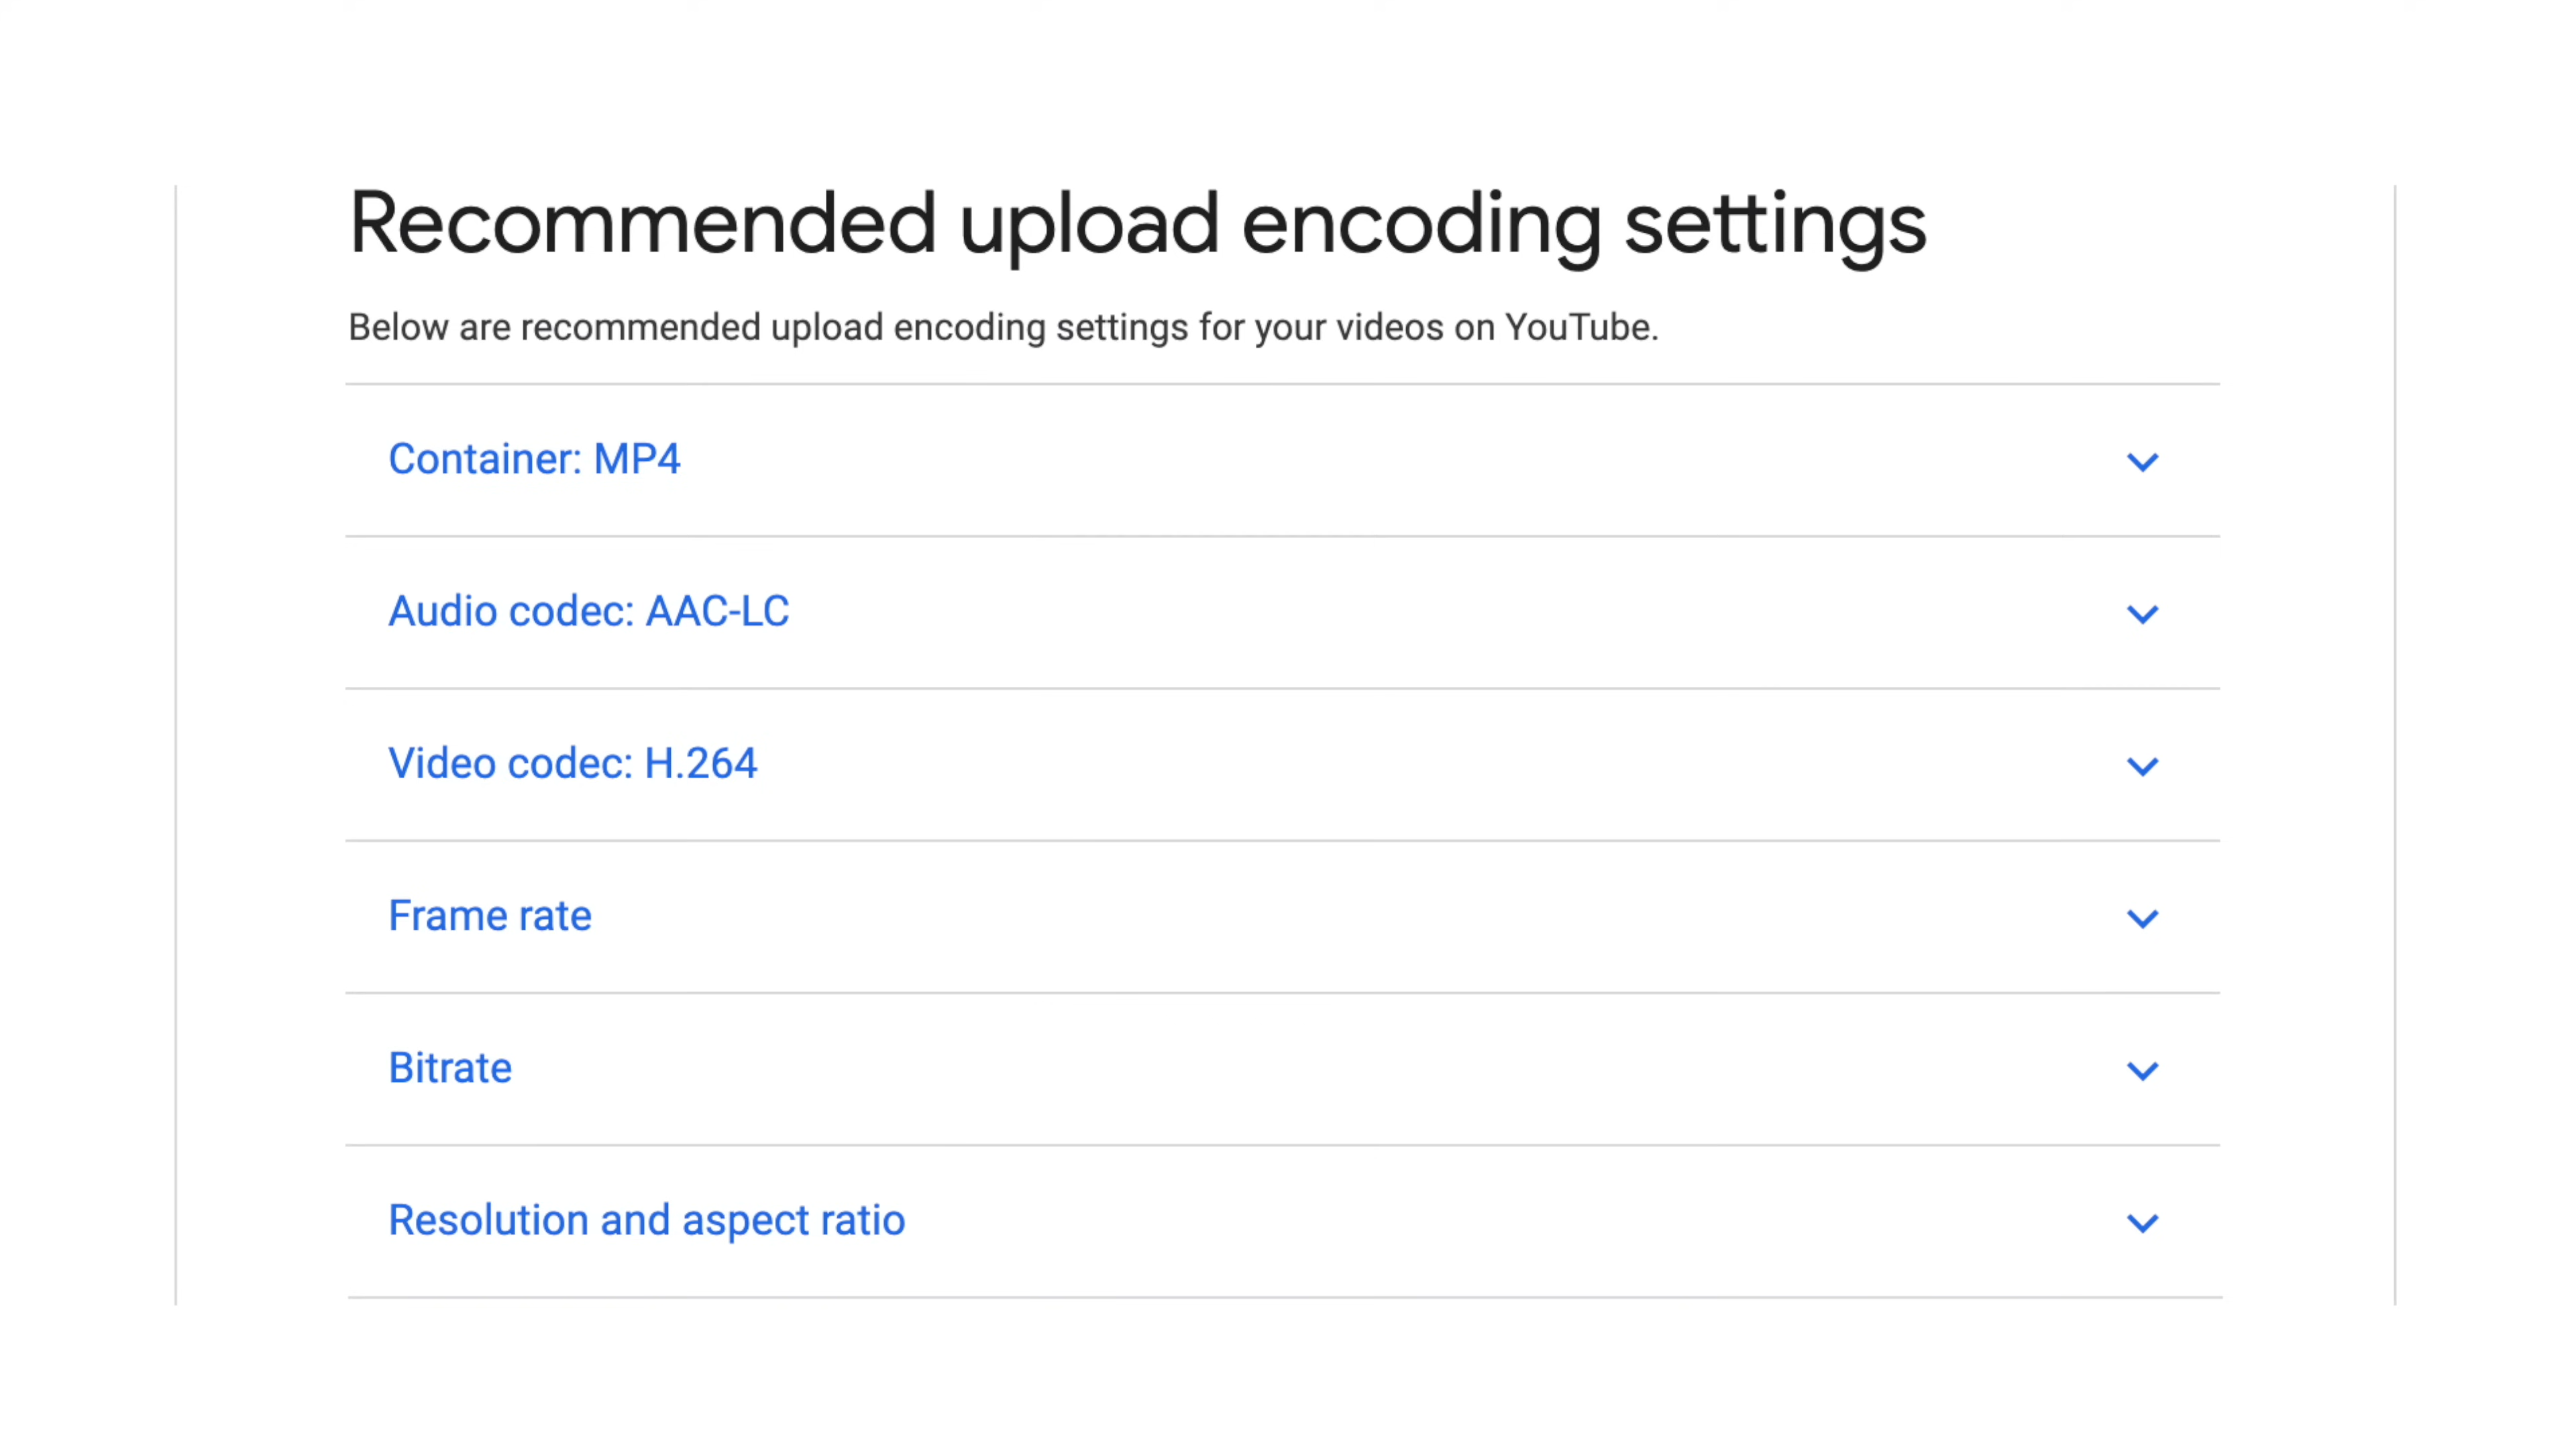 Recommended upload encoding settings
Below are recommended upload encoding settings for your videos on YouTube.
Container: MP4
Audio codec: AAC-LC
Video codec: H.264
Frame rate
Bitrate
Resolution and aspect ratio